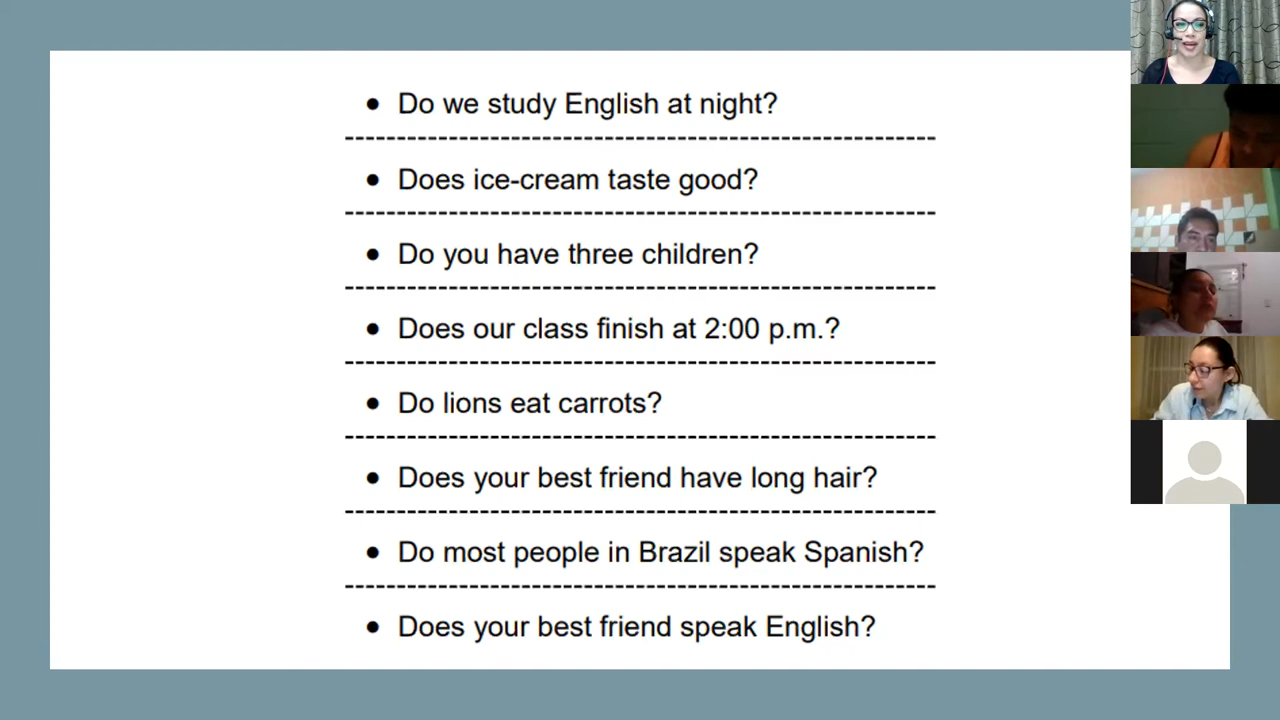 • Do we study English at night?
• Does ice-cream taste good?
• Do you have three children?
• Does our class finish at 2:00 p.m.?
• Do lions eat carrots?
• Does your best friend have long hair?
• Do most people in Brazil speak Spanish?
• Does your best friend speak English?